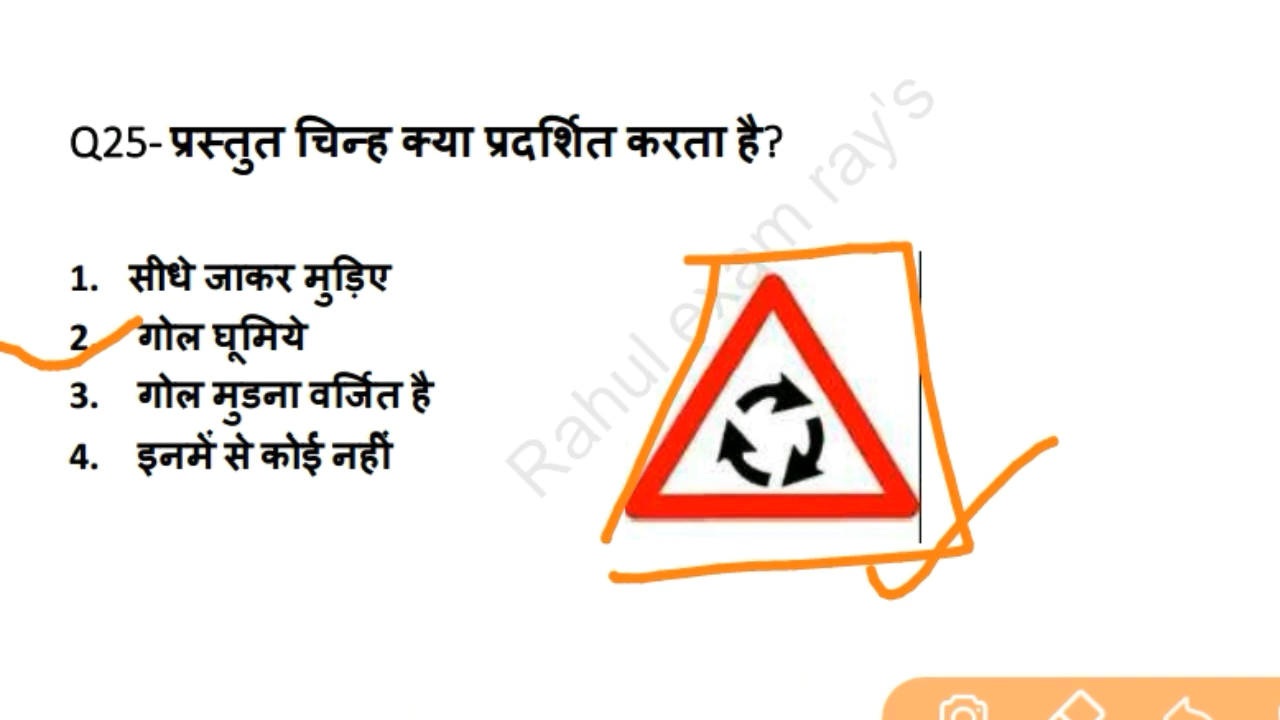 Q25- प्रस्तुत चिन्ह क्या प्रदर्शित करता है?
1. सीधे जाकर मुड़िए
2. गोल घूमिये
3. गोल मुडना वर्जित है
4. इनमें से कोई नहीं
Rahul exam ray's